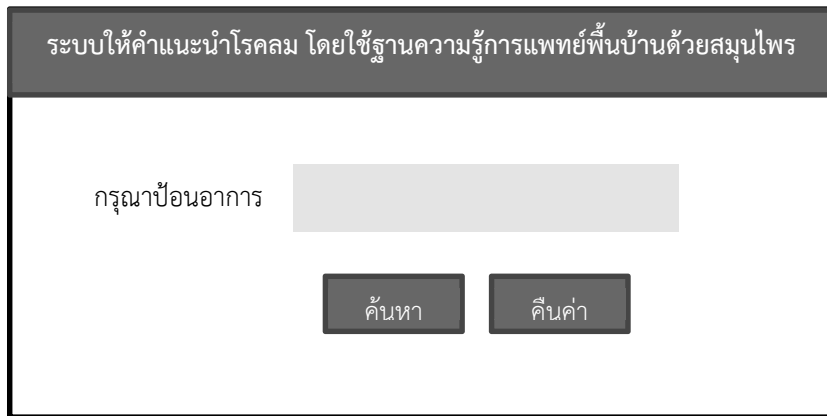 ระบบให้คำแนะนำโรคลม โดยใช้ฐานความรู้การแพทย์พื้นบ้านด้วยสมุนไพร
กรุณาป้อนอาการ
ค้นหา คืนค่า